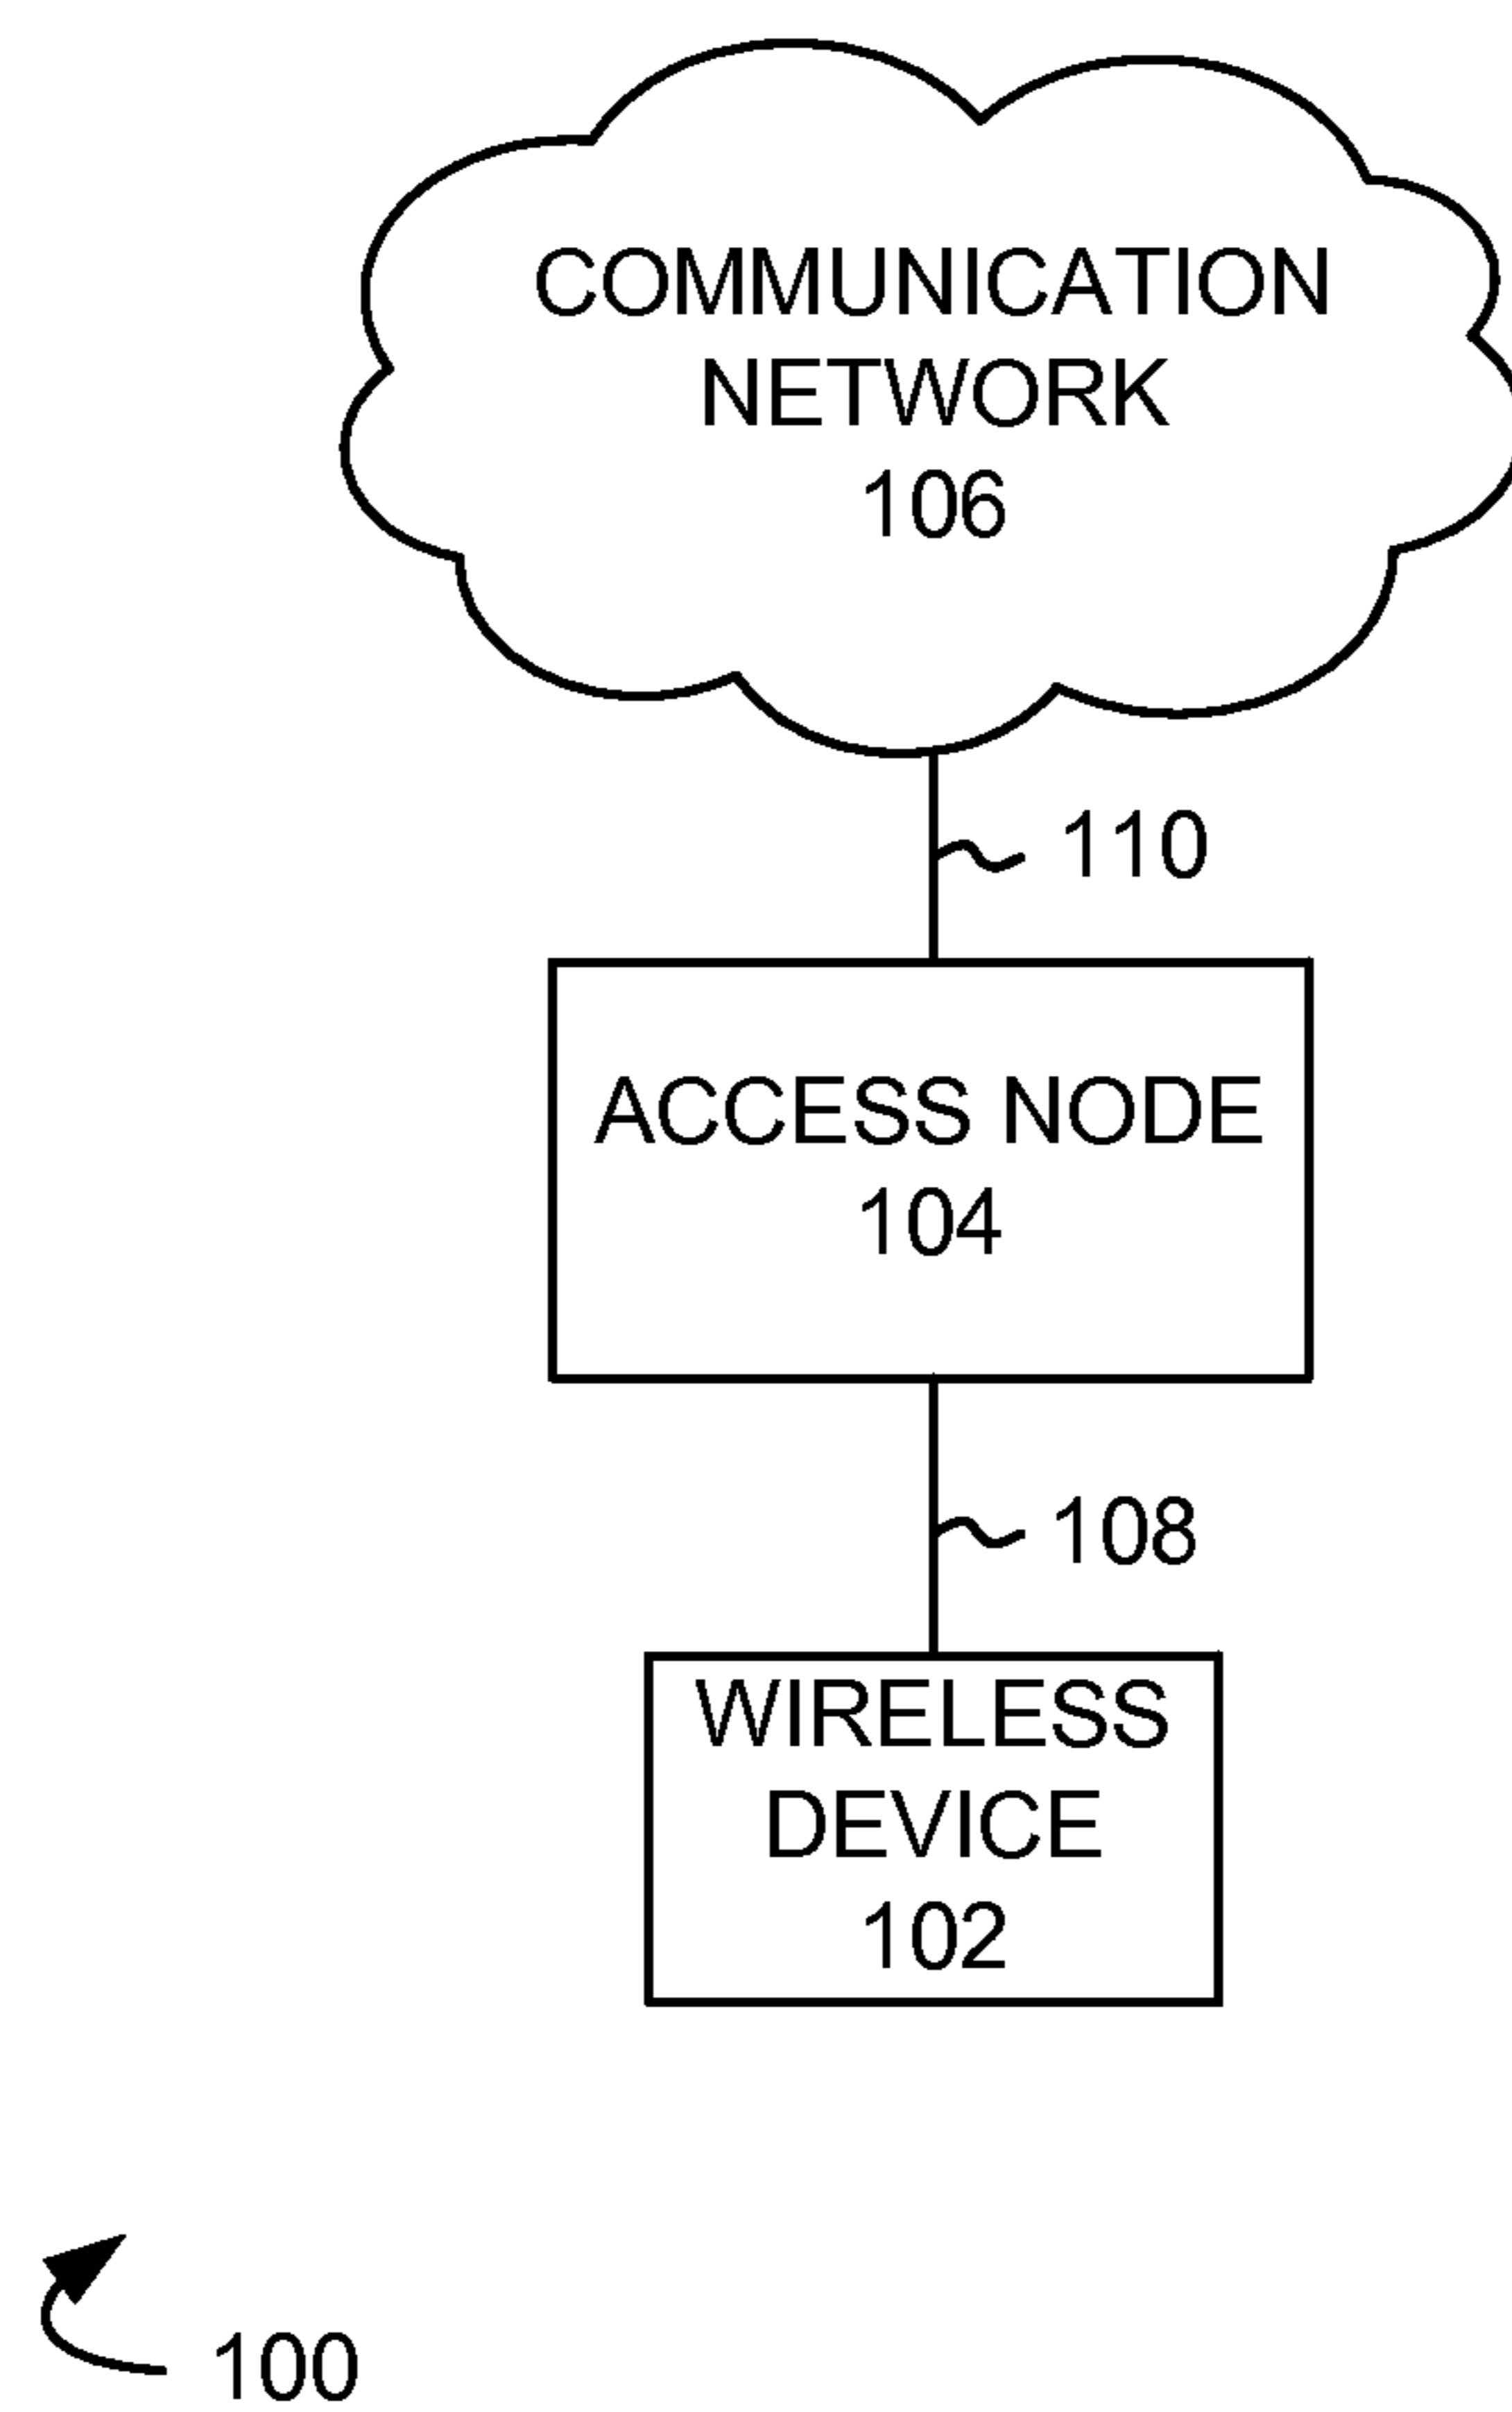 COMMUNICATION
NETWORK
106
110
ACCESS NODE
104
108
WIRELESS
DEVICE
102
100